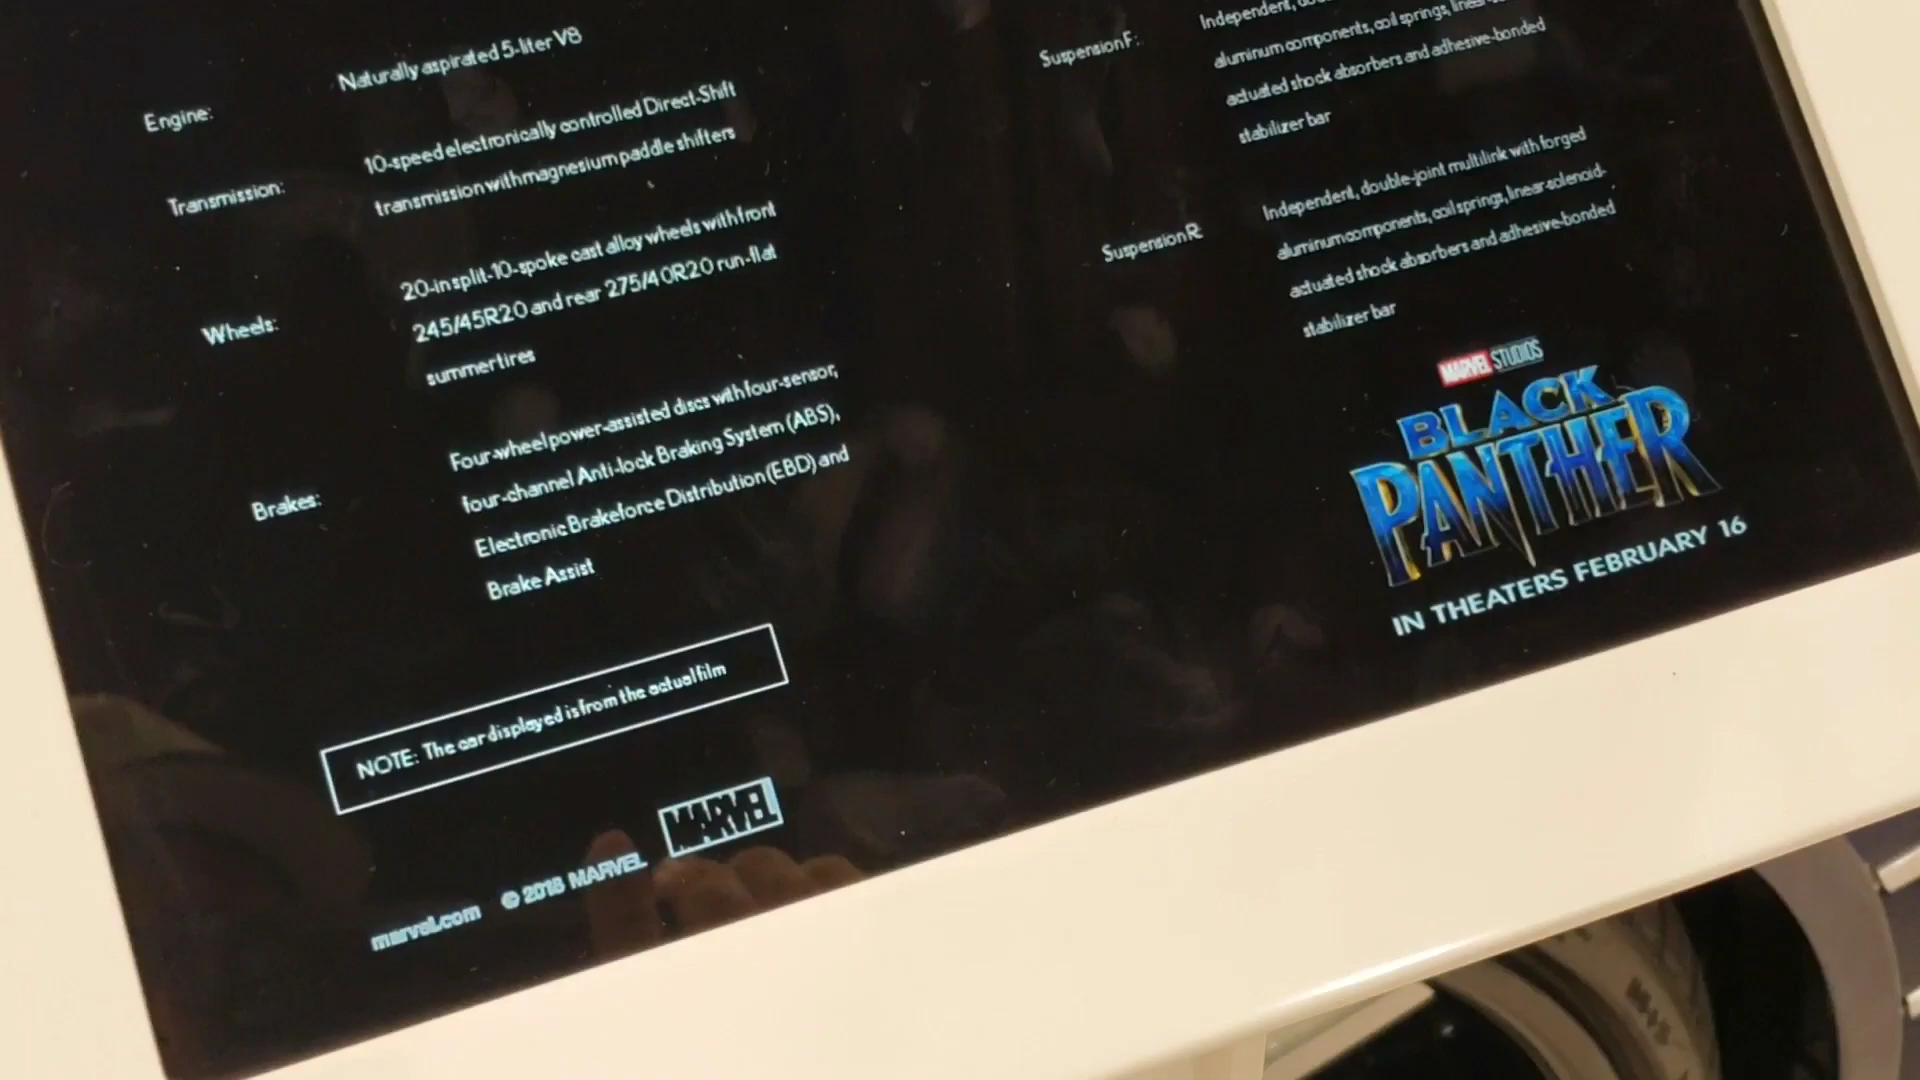 Engine:
Naturally aspirated 5-liter V8
Transmission:
10-speed electronically controlled Direct-Shift
transmission with magnesium paddle shifters
Wheels:
20-in split-10-spoke cast alloy wheels with front
245/45R20 and rear 275/40R20 run-flat
summer tires
Brakes:
Four-wheel power-assisted discs with four-sensor,
four-channel Anti-lock Braking System (ABS),
Electronic Brakeforce Distribution (EBD) and
Brake Assist
Suspension F:
Independent,
aluminum components, coil springs,
actuated shock absorbers and adhesive-bonded
stabilizer bar
Suspension R:
Independent, double-joint multilink with forged
aluminum components, coil springs, linear-solenoid-
actuated shock absorbers and adhesive-bonded
stabilizer bar
MARVEL STUDIOS
BLACK
PANTHER
IN THEATERS FEBRUARY 16
NOTE: The car displayed is from the actual film
marvel.com © 2018 MARVEL
MARVEL